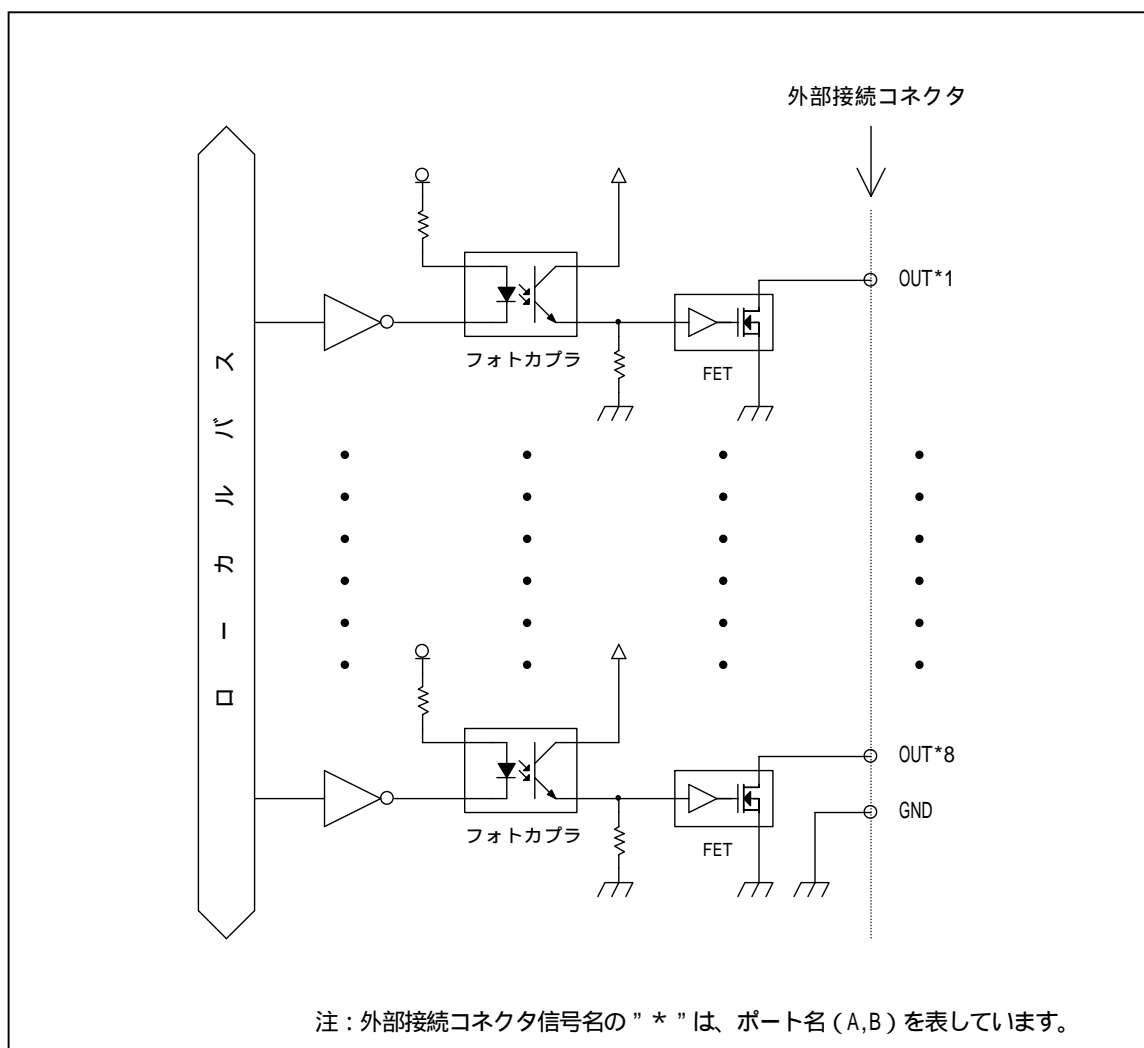 外部接続コネクタ
OUT*1
フォトカプラ
FET
ローカルバス
OUT*8
GND
フォトカプラ
FET
注：外部接続コネクタ信号名の”＊”は、ポート名（A,B）を表しています。